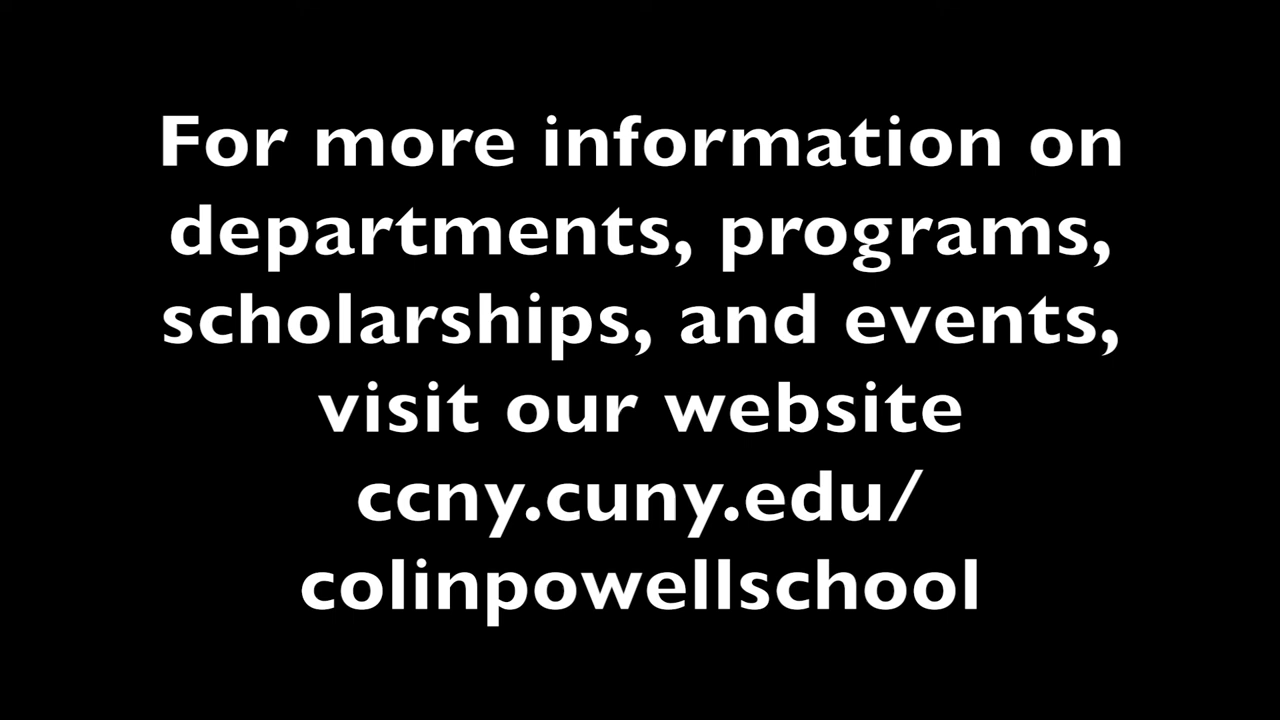 For more information on
departments, programs,
scholarships, and events,
visit our website
ccny.cuny.edu/
colinpowellschool